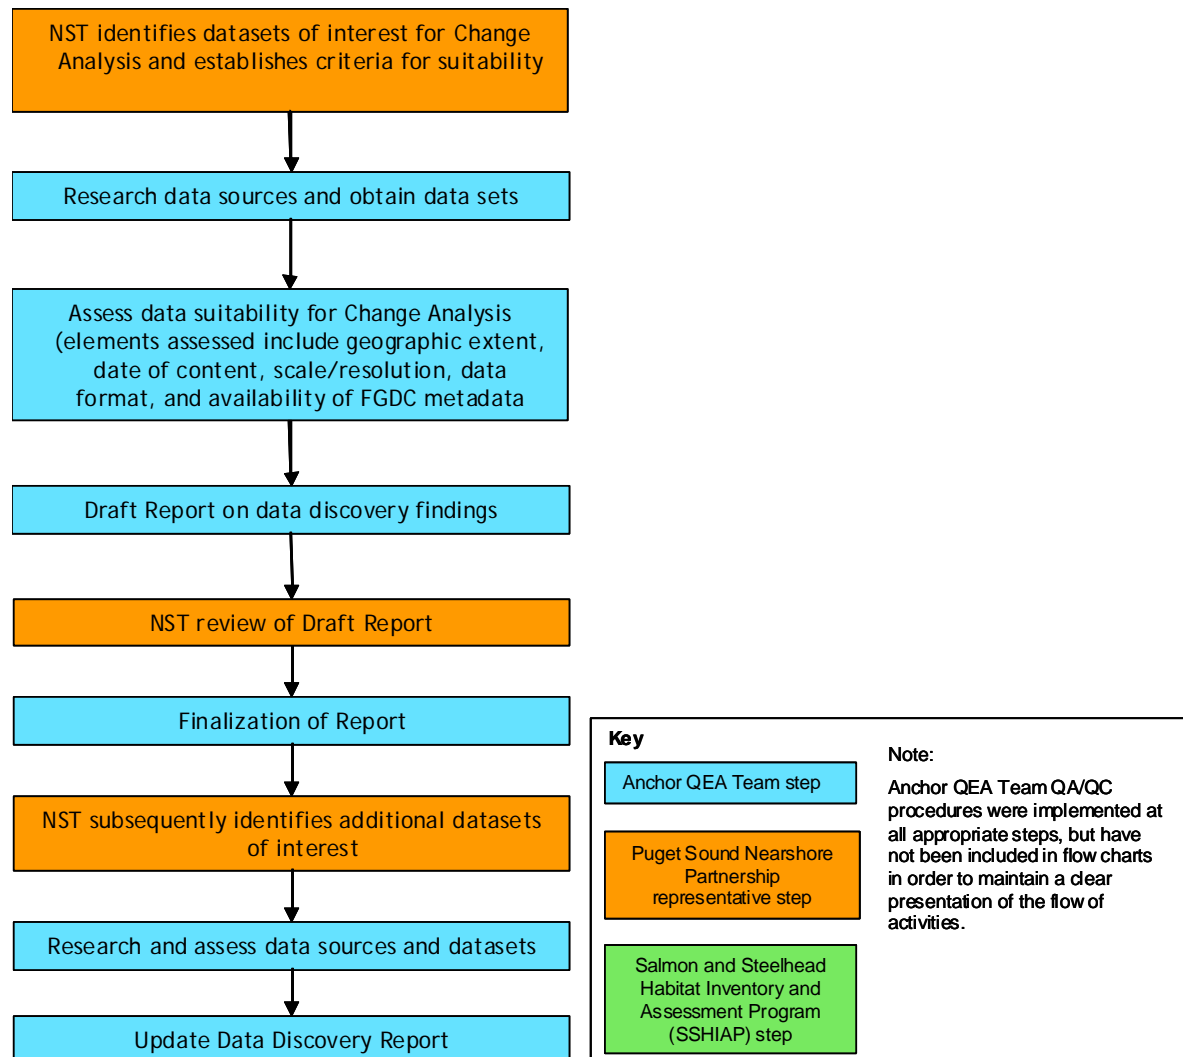 NST identifies datasets of interest for Change
Analysis and establishes criteria for suitability
Research data sources and obtain data sets
Assess data suitability for Change Analysis
(elements assessed include geographic extent,
date of content, scale/resolution, data
format, and availability of FGDC metadata
Draft Report on data discovery findings
NST review of Draft Report
Finalization of Report
NST subsequently identifies additional datasets
of interest
Research and assess data sources and datasets
Update Data Discovery Report
Key
Anchor QEA Team step
Puget Sound Nearshore
Partnership
representative step
Salmon and Steelhead
Habitat Inventory and
Assessment Program
(SSHIAP) step
Note:
Anchor QEA Team QA/QC
procedures were implemented at
all appropriate steps, but have
not been included in flow charts
in order to maintain a clear
presentation of the flow of
activities.